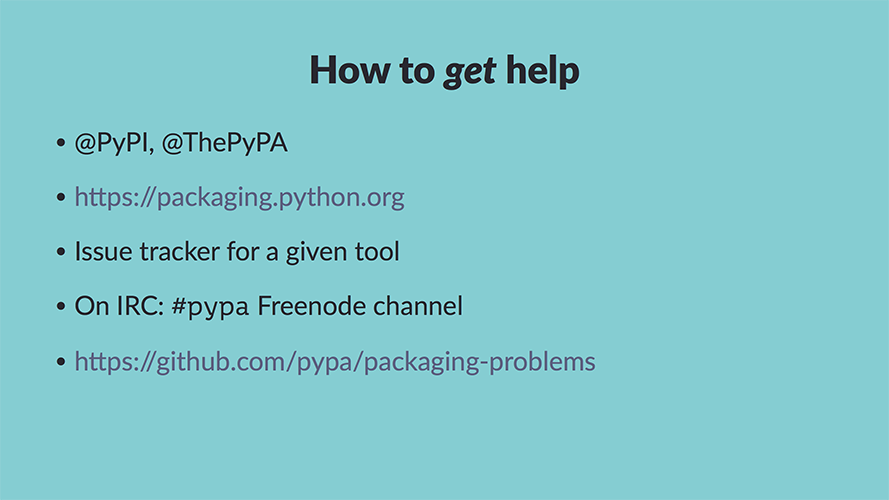 How to get help
• @PyPI, @ThePyPA
• https://packaging.python.org
• Issue tracker for a given tool
• On IRC: #pypa Freenode channel
• https://github.com/pypa/packaging-problems